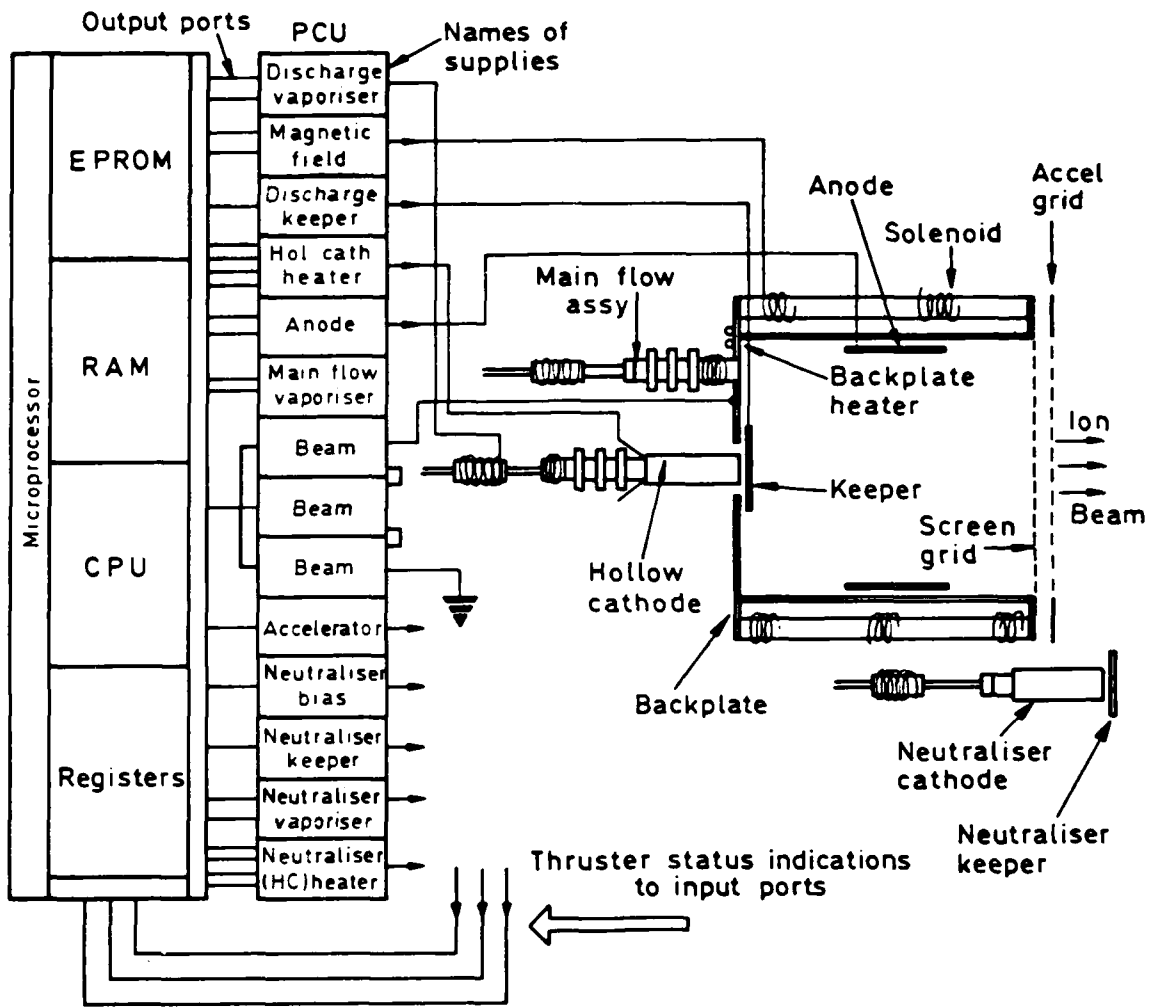 Output ports
PCU
Names of
supplies
Microprocessor
EPROM
RAM
CPU
Registers
Discharge
vaporiser
Magnetic
field
Discharge
keeper
Hol cath
heater
Anode
Main flow
vaporiser
Beam
Beam
Beam
Accelerator
Neutraliser
bias
Neutraliser
keeper
Neutraliser
vaporiser
Neutraliser
(HC)heater
Main flow
assy
Anode
Solenoid
Accel
grid
Backplate
heater
Ion
Beam
Keeper
Screen
grid
Hollow
cathode
Backplate
Neutraliser
cathode
Neutraliser
keeper
Thruster status indications
to input ports